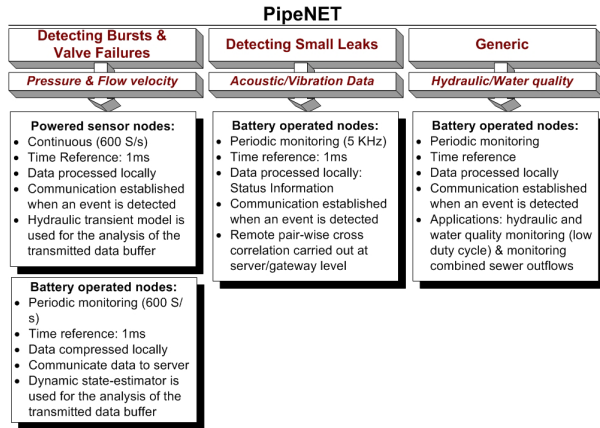 PipeNET
Detecting Bursts &
Valve Failures
Pressure & Flow velocity
Powered sensor nodes:
• Continuous (600 S/s)
• Time Reference: 1ms
• Data processed locally
• Communication established
when an event is detected
• Hydraulic transient model is
used for the analysis of the
transmitted data buffer
Battery operated nodes:
• Periodic monitoring (600 S/
s)
• Time reference: 1ms
• Data compressed locally
• Communicate data to server
• Dynamic state-estimator is
used for the analysis of the
transmitted data buffer
Detecting Small Leaks
Acoustic/Vibration Data
Battery operated nodes:
• Periodic monitoring (5 KHz)
• Time reference: 1ms
• Data processed locally:
Status Information
• Communication established
when an event is detected
• Remote pair-wise cross
correlation carried out at
server/gateway level
Generic
Hydraulic/Water quality
Battery operated nodes:
• Periodic monitoring
• Time reference
• Data processed locally
• Communication established
when an event is detected
• Applications: hydraulic and
water quality monitoring (low
duty cycle) & monitoring
combined sewer outflows